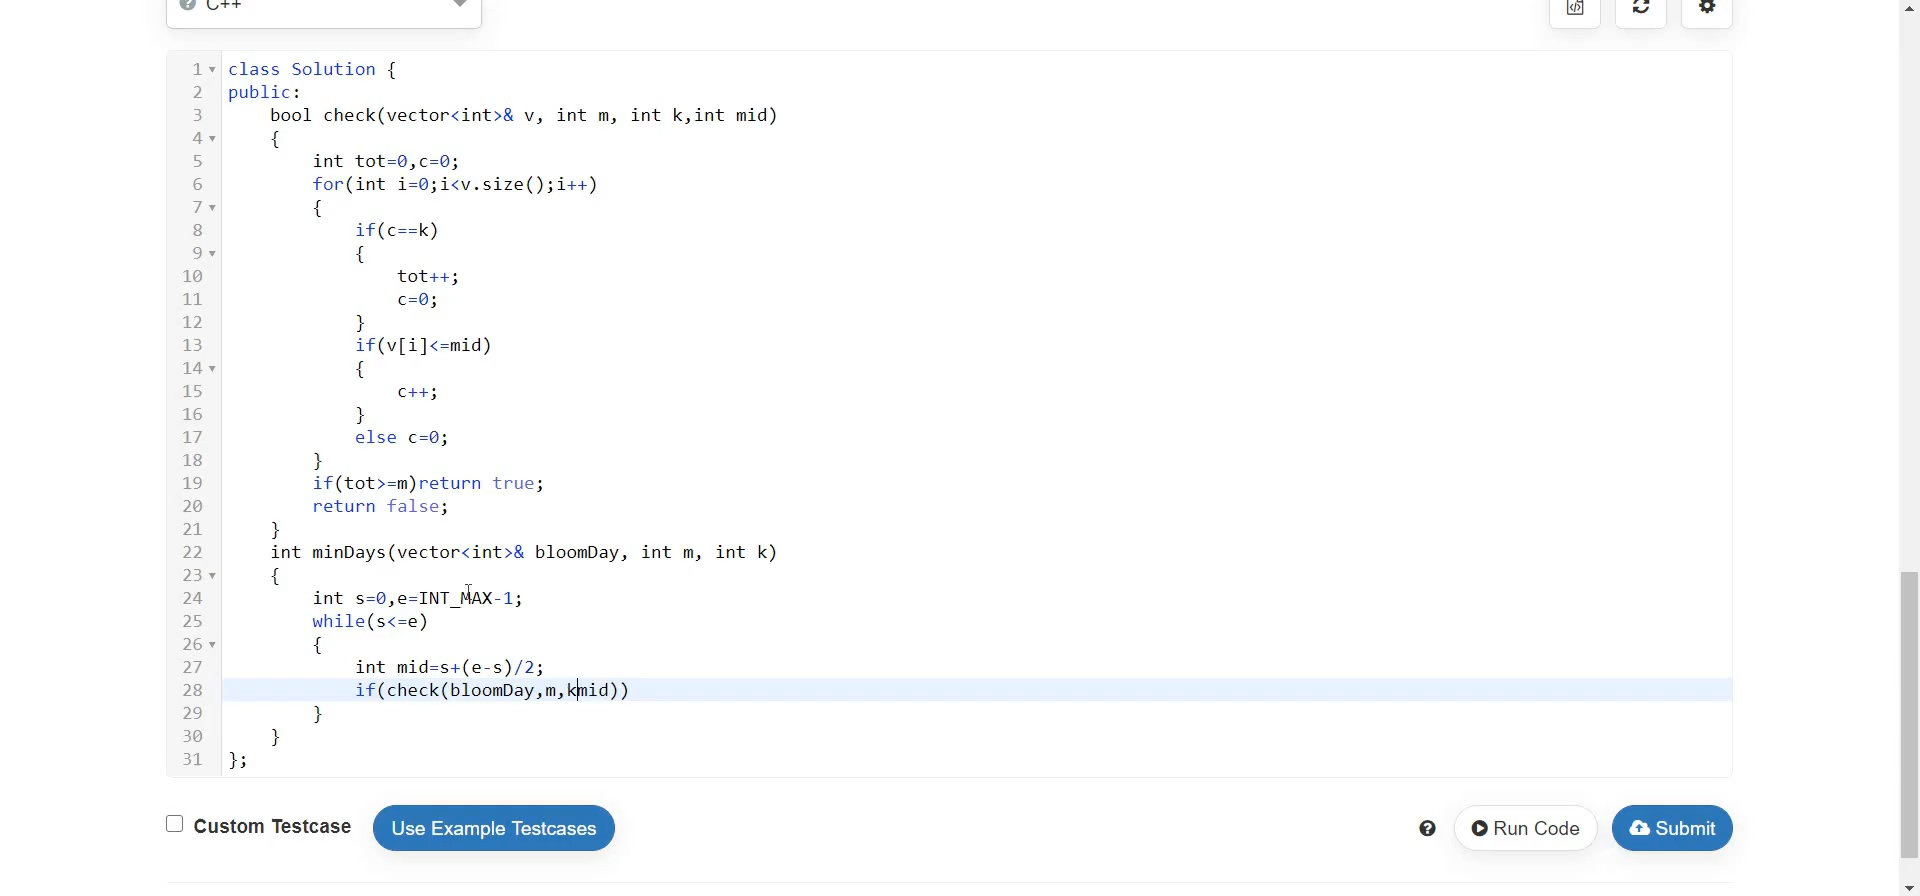 C++
1 class Solution {
2 public:
3 bool check(vector<int>& v, int m, int k,int mid)
4 {
5 int tot=0,c=0;
6 for(int i=0;i<v.size();i++)
7 {
8 if(c==k)
9 {
10 tot++;
11 c=0;
12 }
13 if(v[i]<=mid)
14 {
15 c++;
16 }
17 else c=0;
18 }
19 if(tot>=m)return true;
20 return false;
21 }
22 int minDays(vector<int>& bloomDay, int m, int k)
23 {
24 int s=0,e=INT_MAX-1;
25 while(s<=e)
26 {
27 int mid=s+(e-s)/2;
28 if(check(bloomDay,m,kmid))
29 }
30 }
31 };
Custom Testcase Use Example Testcases ? Run Code Submit